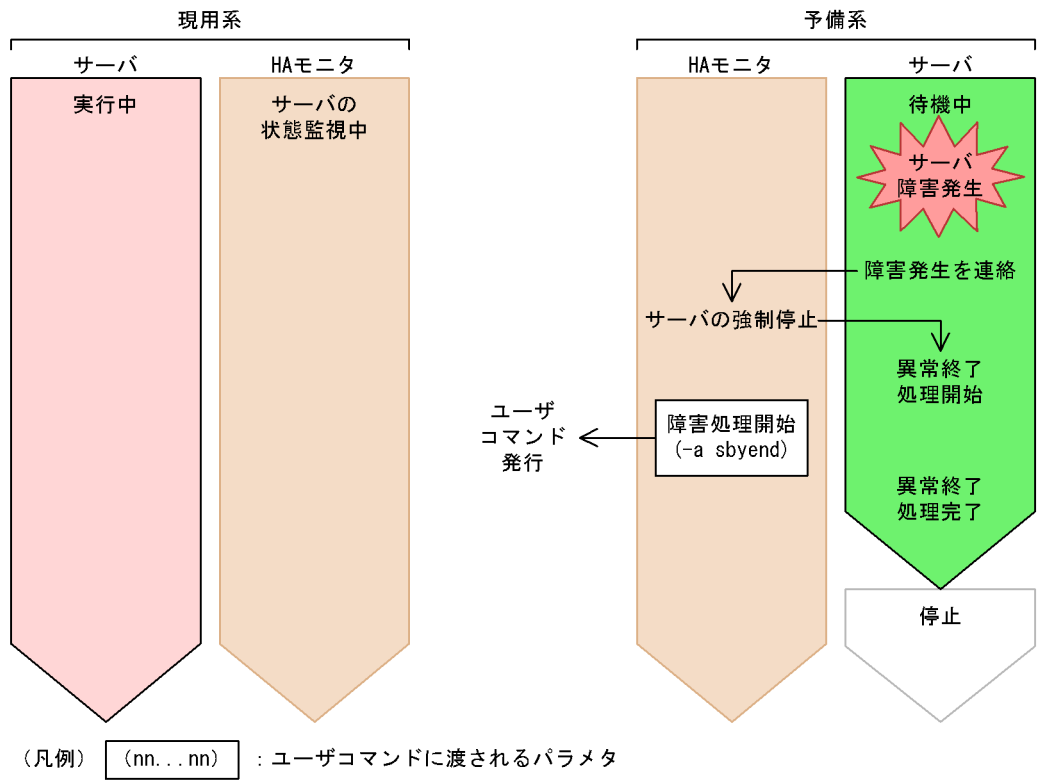 現用系
予備系
サーバ
HAモニタ
HAモニタ
サーバ
実行中
サーバの
状態監視中
待機中
サーバ
障害発生
障害発生を連絡
サーバの強制停止
異常終了
処理開始
ユーザ
コマンド
発行
障害処理開始
(-a sbyend)
異常終了
処理完了
停止
(凡例) (nn...nn) :ユーザコマンドに渡されるパラメタ